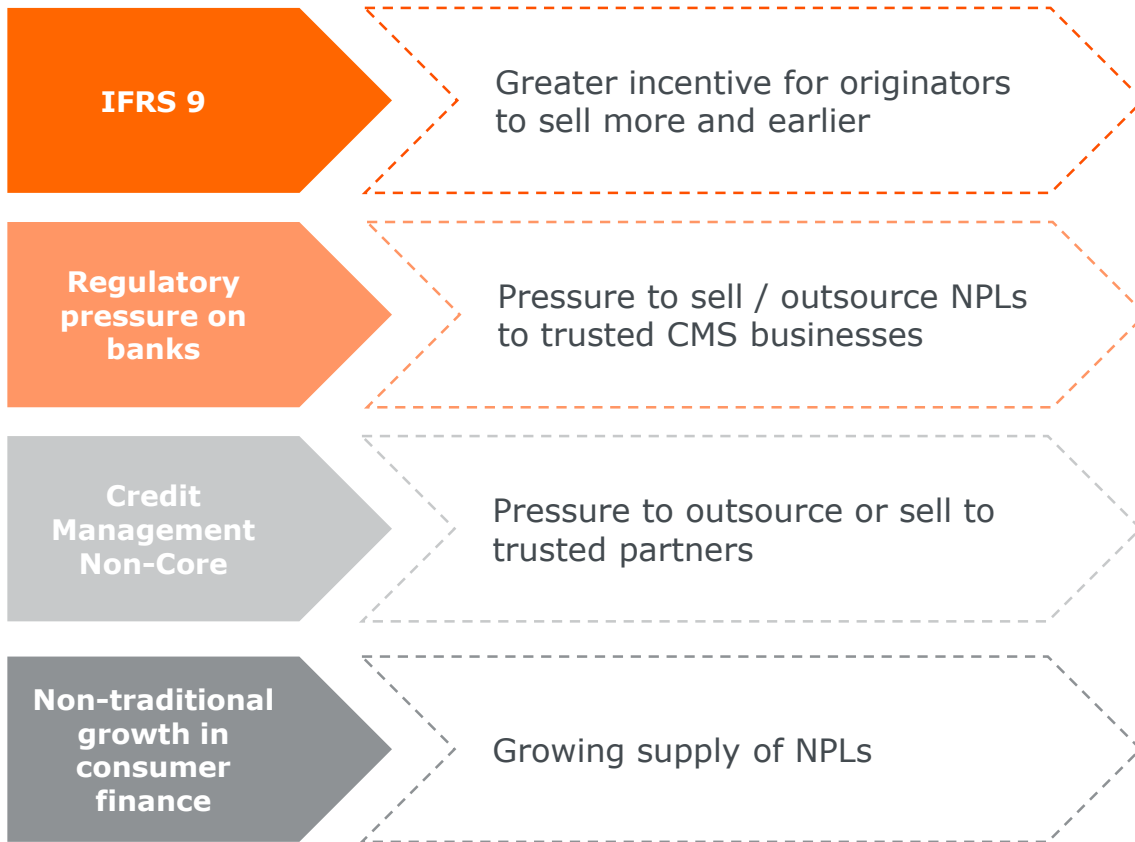 IFRS 9
Greater incentive for originators
to sell more and earlier
Regulatory
pressure on
banks
Pressure to sell / outsource NPLs
to trusted CMS businesses
Credit
Management
Non-Core
Pressure to outsource or sell to
trusted partners
Non-traditional
growth in
consumer
finance
Growing supply of NPLs